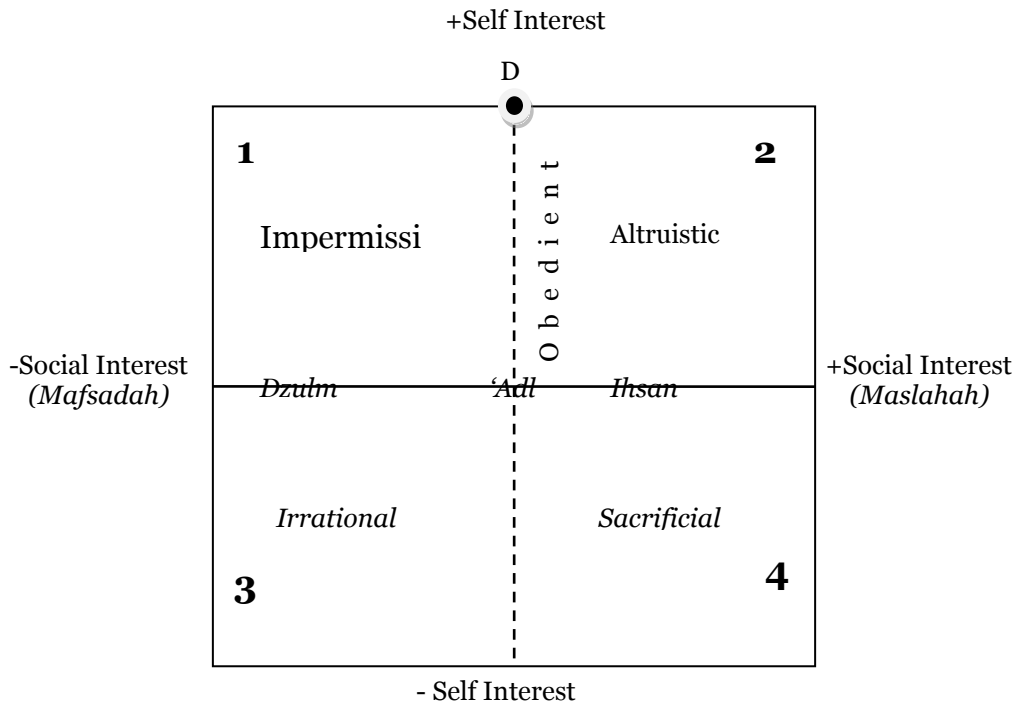 +Self Interest
D
1
2
Impermissi
Altruistic
Obedient
-Social Interest
(Mafsadah)
Dzulm
‘Adl
Ihsan
+Social Interest
(Maslahah)
Irrational
Sacrificial
3
4
- Self Interest